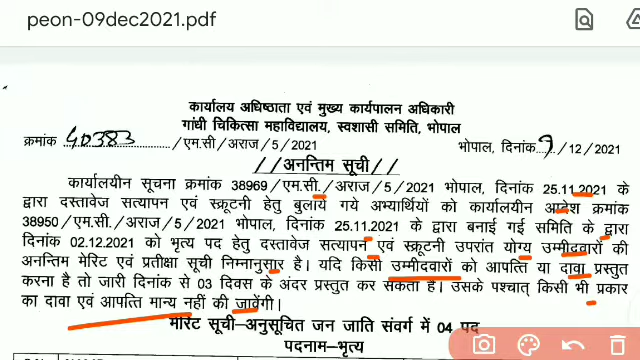 peon-09dec2021.pdf
कार्यालय अधिष्ठाता एवं मुख्य कार्यपालन अधिकारी
गांधी चिकित्सा महाविद्यालय, स्वशासी समिति, भोपाल
क्रमांक 40383 /एम.सी/अराज/5/2021 भोपाल, दिनांक 9/12/2021
//अनन्तिम सूची//
कार्यालयीन सूचना क्रमांक 38969/एम.सी./अराज/5/2021 भोपाल, दिनांक 25.11.2021 के
द्वारा दस्तावेज सत्यापन एवं स्क्रूटनी हेतु बुलाये गये अभ्यार्थियों को कार्यालयीन आदेश क्रमांक
38950/एम.सी/अराज/5/2021 भोपाल, दिनांक 25.11.2021 के द्वारा बनाई गई समिति के द्वारा
दिनांक 02.12.2021 को भृत्य पद हेतु दस्तावेज सत्यापन एवं स्क्रूटनी उपरांत योग्य उम्मीदवारों की
अनन्तिम मेरिट एवं प्रतीक्षा सूची निम्नानुसार है। यदि किसी उम्मीदवारों को आपत्ति या दावा प्रस्तुत
करना है तो जारी दिनांक से 03 दिवस के अंदर प्रस्तुत कर सकता है। उसके पश्चात् किसी भी प्रकार
का दावा एवं आपत्ति मान्य नहीं की जावेंगी।
मेरिट सूची-अनुसूचित जन जाति संवर्ग में 04 पद
पदनाम-भृत्य